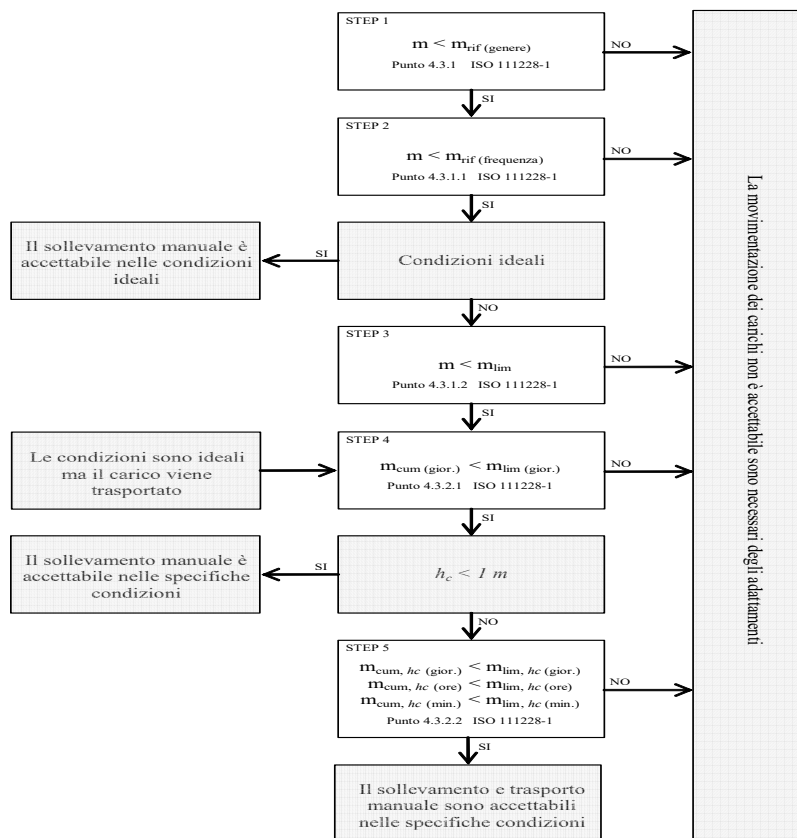 STEP 1
m < mrif (genere)
Punto 4.3.1 ISO 111228-1
NO
SI
STEP 2
m < mrif (frequenza)
Punto 4.3.1.1 ISO 111228-1
NO
SI
Il sollevamento manuale è
accettabile nelle condizioni
ideali
SI
Condizioni ideali
NO
STEP 3
m < mlim
Punto 4.3.1.2 ISO 111228-1
NO
SI
Le condizioni sono ideali
ma il carico viene
trasportato
STEP 4
mcum (gior.) < mlim (gior.)
Punto 4.3.2.1 ISO 111228-1
NO
SI
Il sollevamento manuale è
accettabile nelle specifiche
condizioni
SI
hc < 1 m
NO
STEP 5
mcum, hc (gior.) < mlim, hc (gior.)
mcum, hc (ore) < mlim, hc (ore)
mcum, hc (min.) < mlim, hc (min.)
Punto 4.3.2.2 ISO 111228-1
NO
SI
Il sollevamento e trasporto
manuale sono accettabili
nelle specifiche condizioni
La movimentazione dei carichi non è accettabile sono necessari degli adattamenti